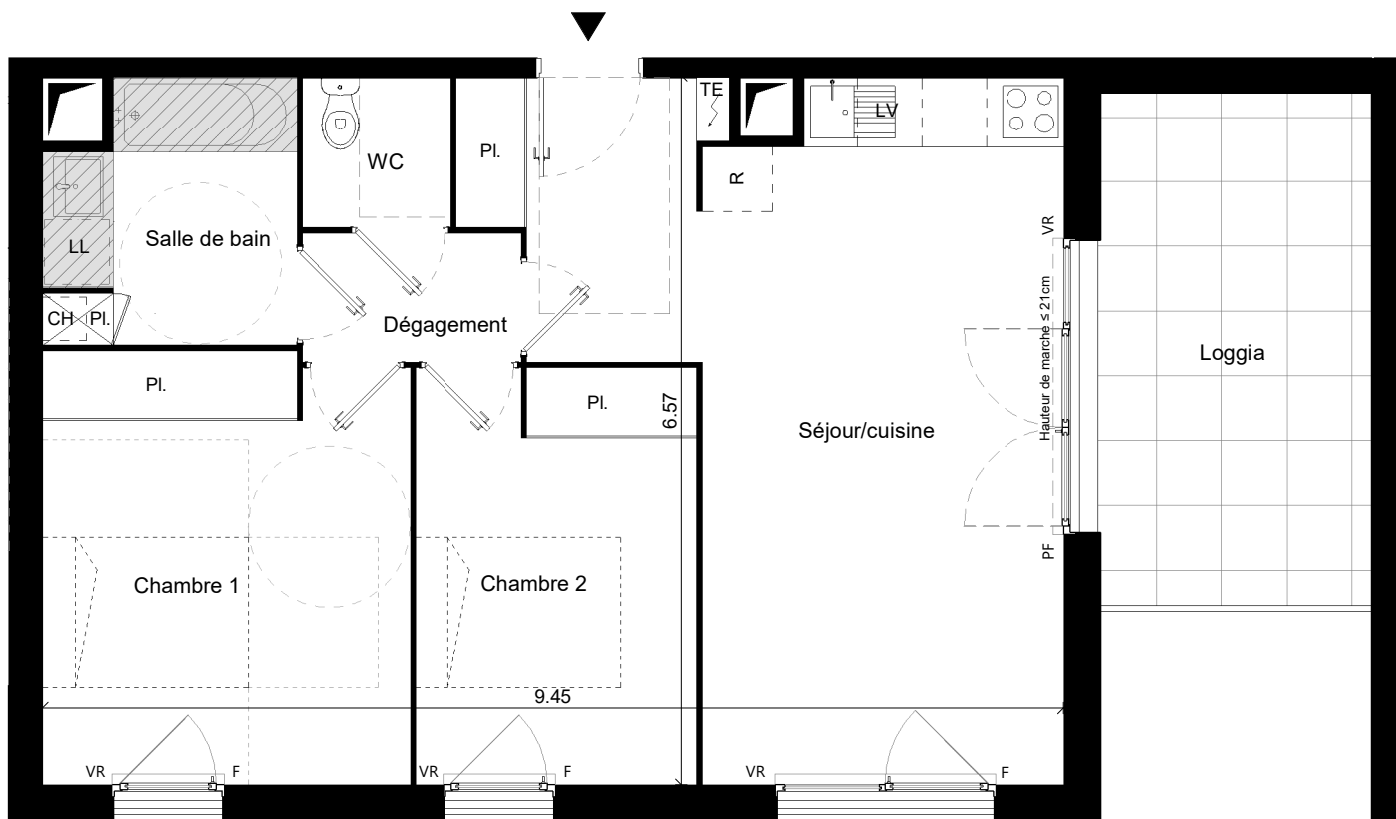 TE
LV
WC
Pl.
R
Salle de bain
LL
VR
CH
Pl.
Dégagement
Hauteur de marche ≤ 21cm
Loggia
Pl.
Pl.
6.57
Séjour/cuisine
PF
Chambre 1
Chambre 2
9.45
VR
F
VR
F
VR
F